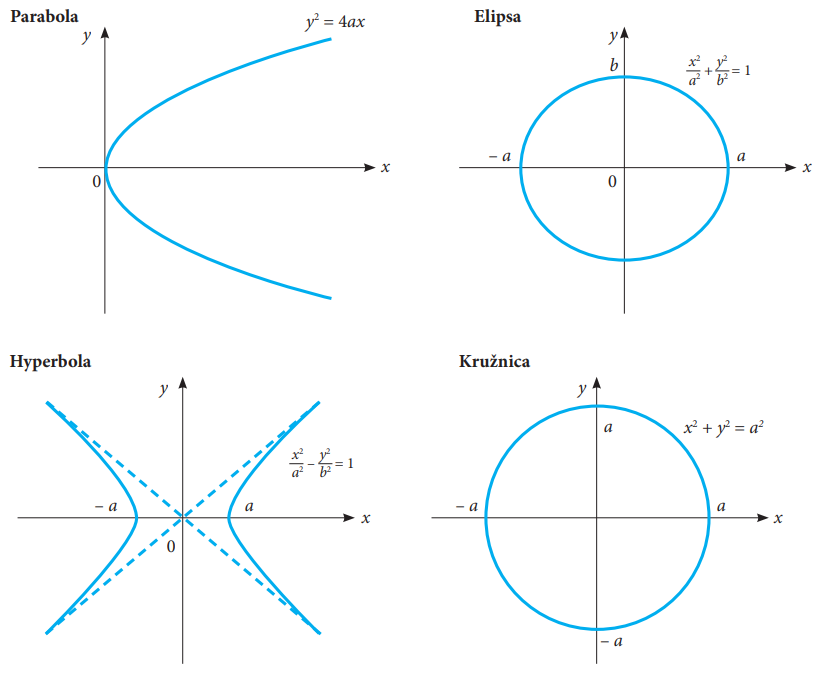 Parabola
y² = 4ax
y
x
0
Elipsa
y
b
x²/a² + y²/b² = 1
– a
a
x
0
Hyperbola
y
x²/a² – y²/b² = 1
– a
a
x
0
Kružnica
y
a
x² + y² = a²
– a
a
x
– a